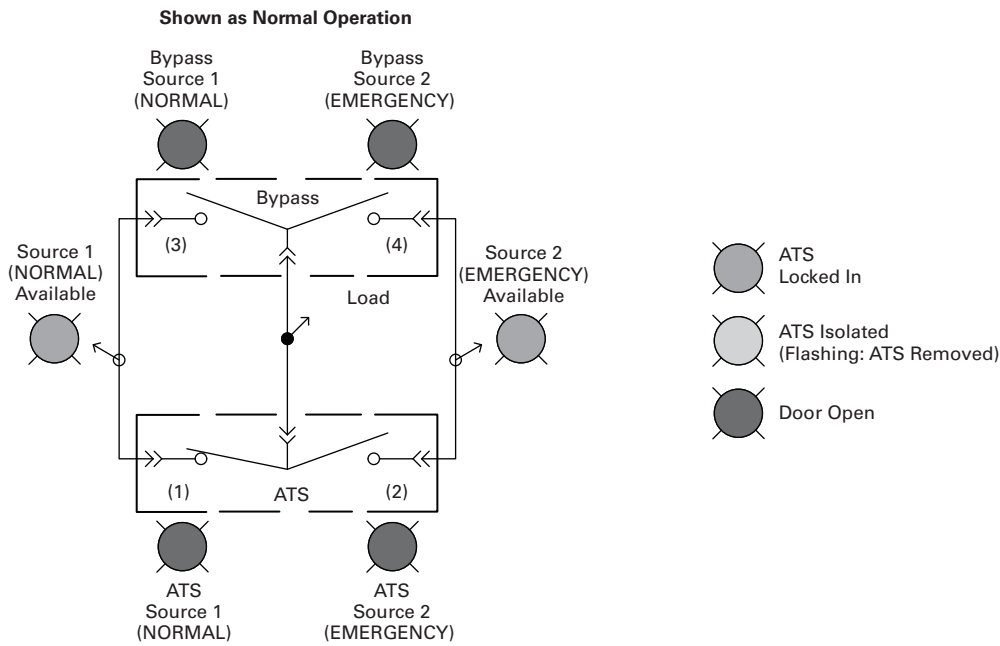 Shown as Normal Operation
Bypass
Source 1
(NORMAL)
Bypass
Source 2
(EMERGENCY)
Bypass
(3)
(4)
Source 1
(NORMAL)
Available
Source 2
(EMERGENCY)
Available
Load
(1)
ATS
(2)
ATS
Source 1
(NORMAL)
ATS
Source 2
(EMERGENCY)
ATS
Locked In
ATS Isolated
(Flashing: ATS Removed)
Door Open